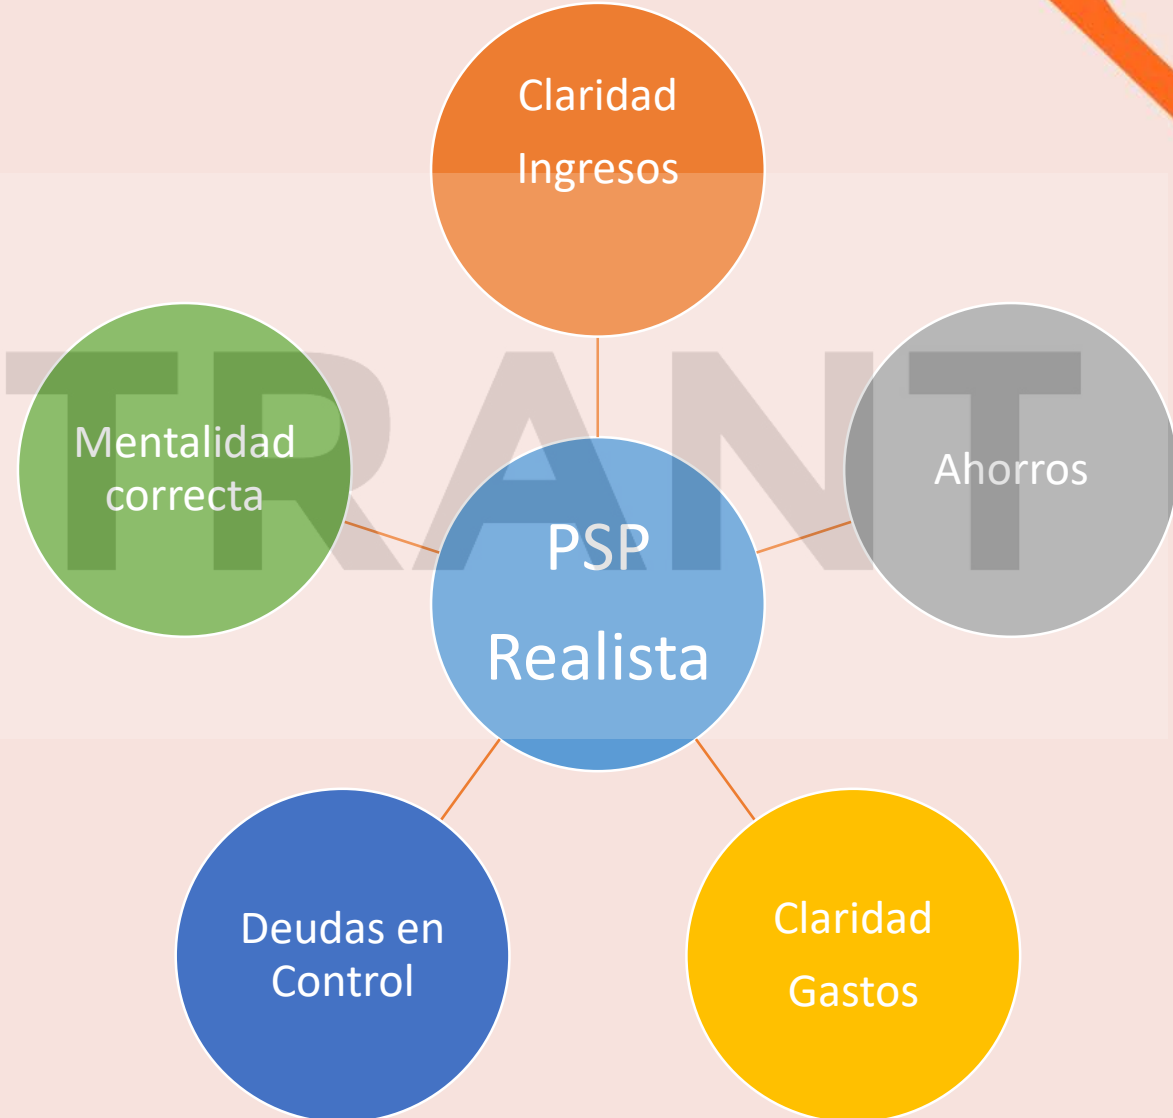 Claridad
Ingresos
Mentalidad
correcta
Ahorros
TRANT
PSP
Realista
Deudas en
Control
Claridad
Gastos